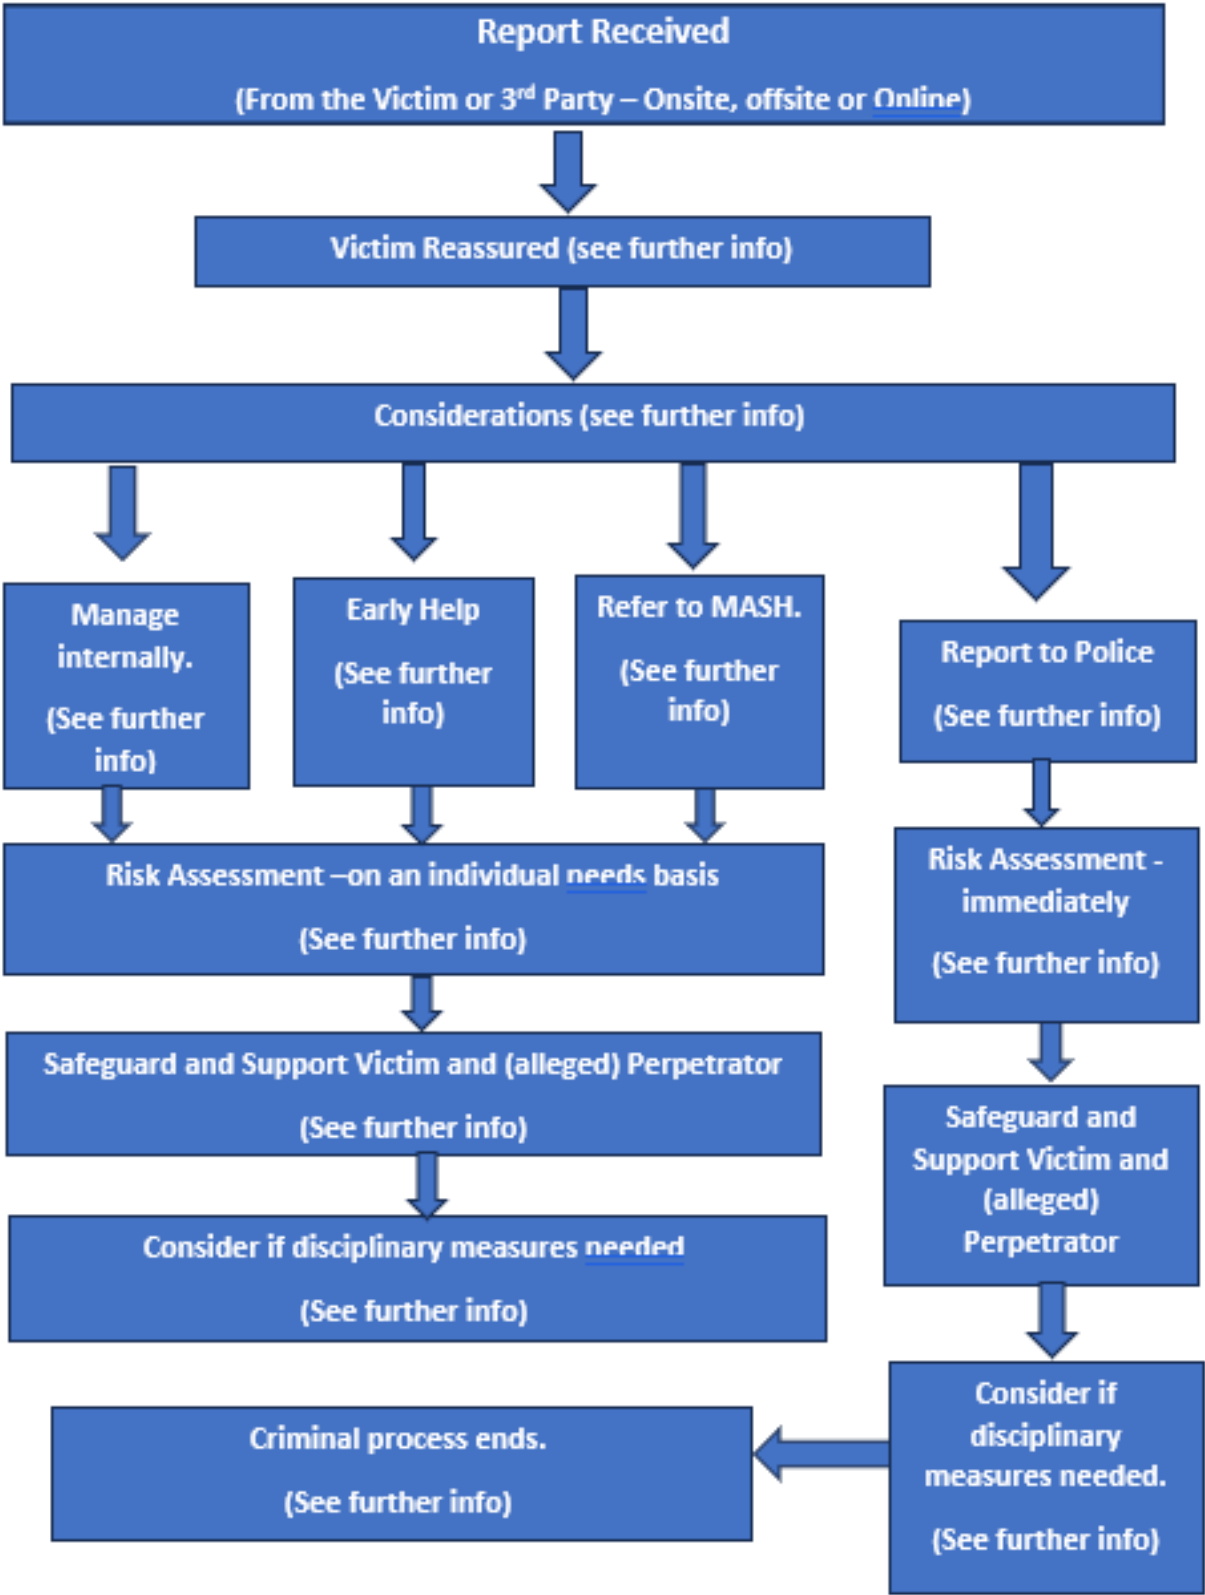 Report Received
(From the Victim or 3rd Party – Onsite, offsite or Online)
Victim Reassured (see further info)
Considerations (see further info)
Manage
internally.
(See further
info)
Early Help
(See further
info)
Refer to MASH.
(See further
info)
Report to Police
(See further info)
Risk Assessment –on an individual needs basis
(See further info)
Risk Assessment -
immediately
(See further info)
Safeguard and Support Victim and (alleged) Perpetrator
(See further info)
Safeguard and
Support Victim and
(alleged)
Perpetrator
Consider if disciplinary measures needed
(See further info)
Consider if
disciplinary
measures needed.
(See further info)
Criminal process ends.
(See further info)